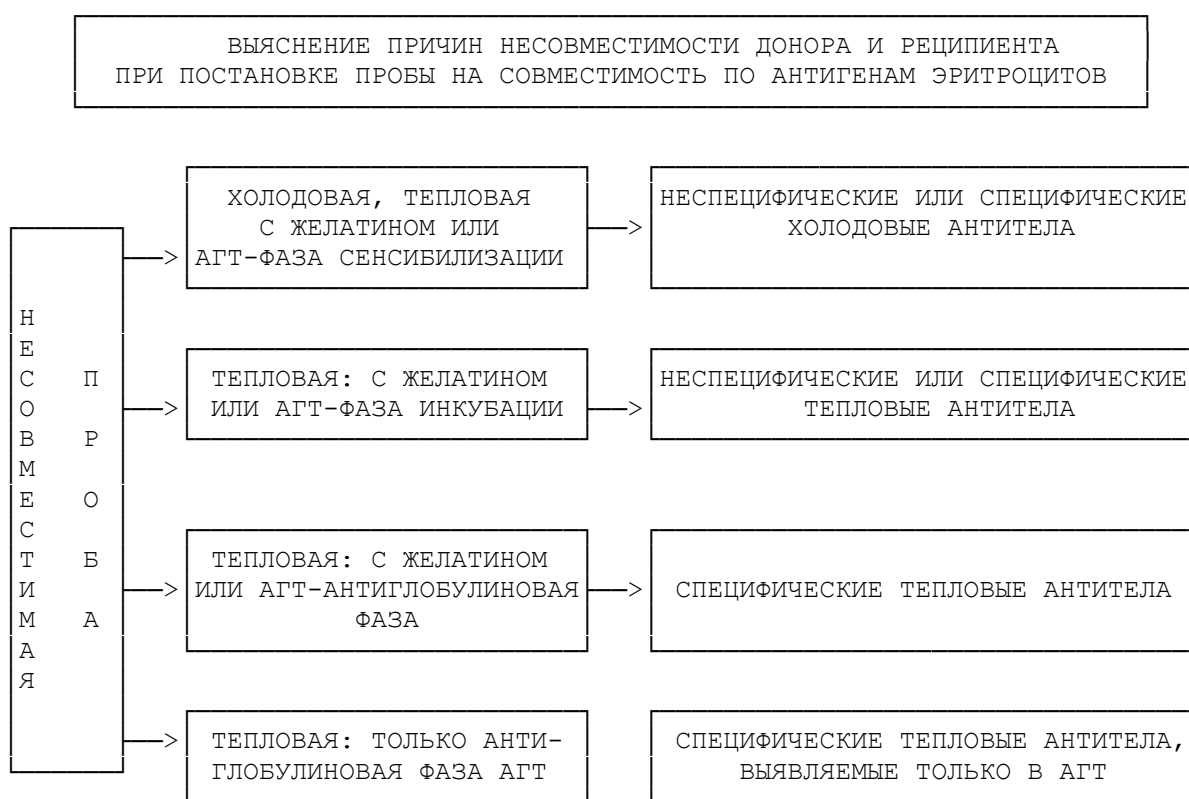 ВЫЯСНЕНИЕ ПРИЧИН НЕСОВМЕСТИМОСТИ ДОНОРА И РЕЦИПИЕНТА
ПРИ ПОСТАНОВКЕ ПРОБЫ НА СОВМЕСТИМОСТЬ ПО АНТИГЕНАМ ЭРИТРОЦИТОВ
НЕСОВМЕСТИМАЯ
ПРОБА
ХОЛОДОВАЯ, ТЕПЛОВАЯ
С ЖЕЛАТИНОМ ИЛИ
АГТ-ФАЗА СЕНСИБИЛИЗАЦИИ
НЕСПЕЦИФИЧЕСКИЕ ИЛИ СПЕЦИФИЧЕСКИЕ
ХОЛОДОВЫЕ АНТИТЕЛА
ТЕПЛОВАЯ: С ЖЕЛАТИНОМ
ИЛИ АГТ-ФАЗА ИНКУБАЦИИ
НЕСПЕЦИФИЧЕСКИЕ ИЛИ СПЕЦИФИЧЕСКИЕ
ТЕПЛОВЫЕ АНТИТЕЛА
ТЕПЛОВАЯ: С ЖЕЛАТИНОМ
ИЛИ АГТ-АНТИГЛОБУЛИНОВАЯ
ФАЗА
СПЕЦИФИЧЕСКИЕ ТЕПЛОВЫЕ АНТИТЕЛА
ТЕПЛОВАЯ: ТОЛЬКО АНТИ-
ГЛОБУЛИНОВАЯ ФАЗА АГТ
СПЕЦИФИЧЕСКИЕ ТЕПЛОВЫЕ АНТИТЕЛА,
ВЫЯВЛЯЕМЫЕ ТОЛЬКО В АГТ